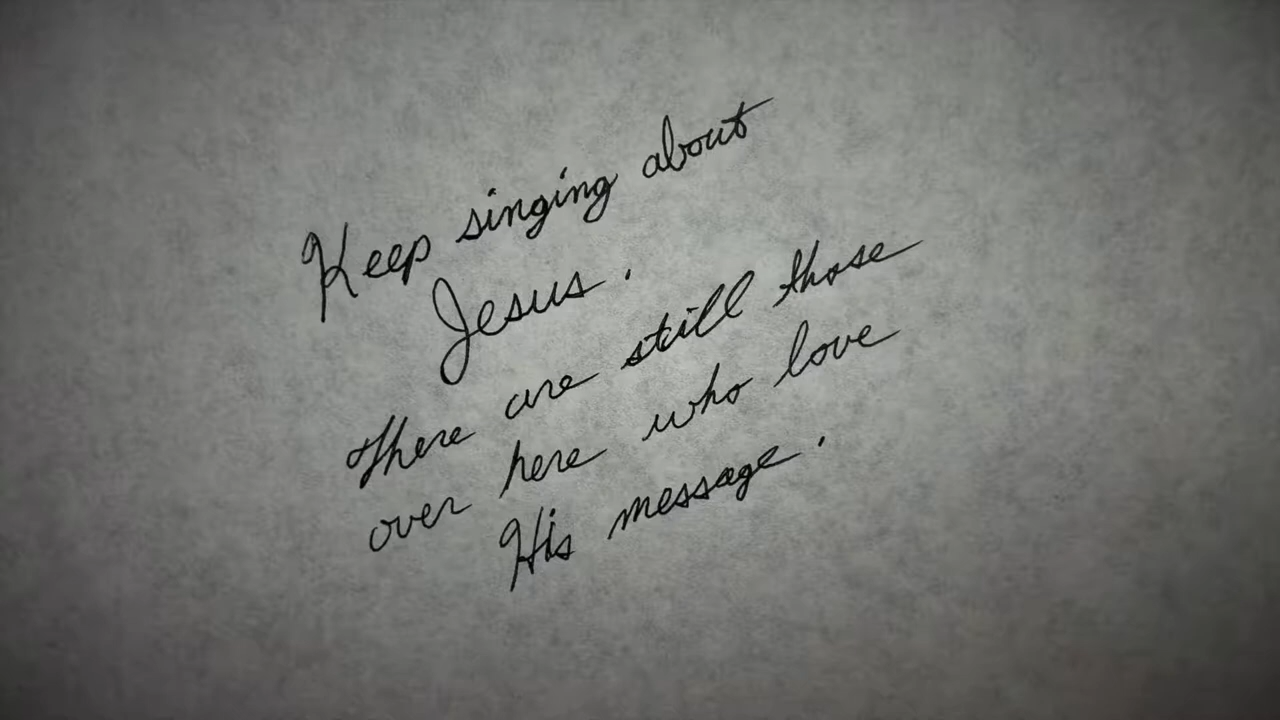 Keep singing about
Jesus.
There are still those
over here who love
His message.